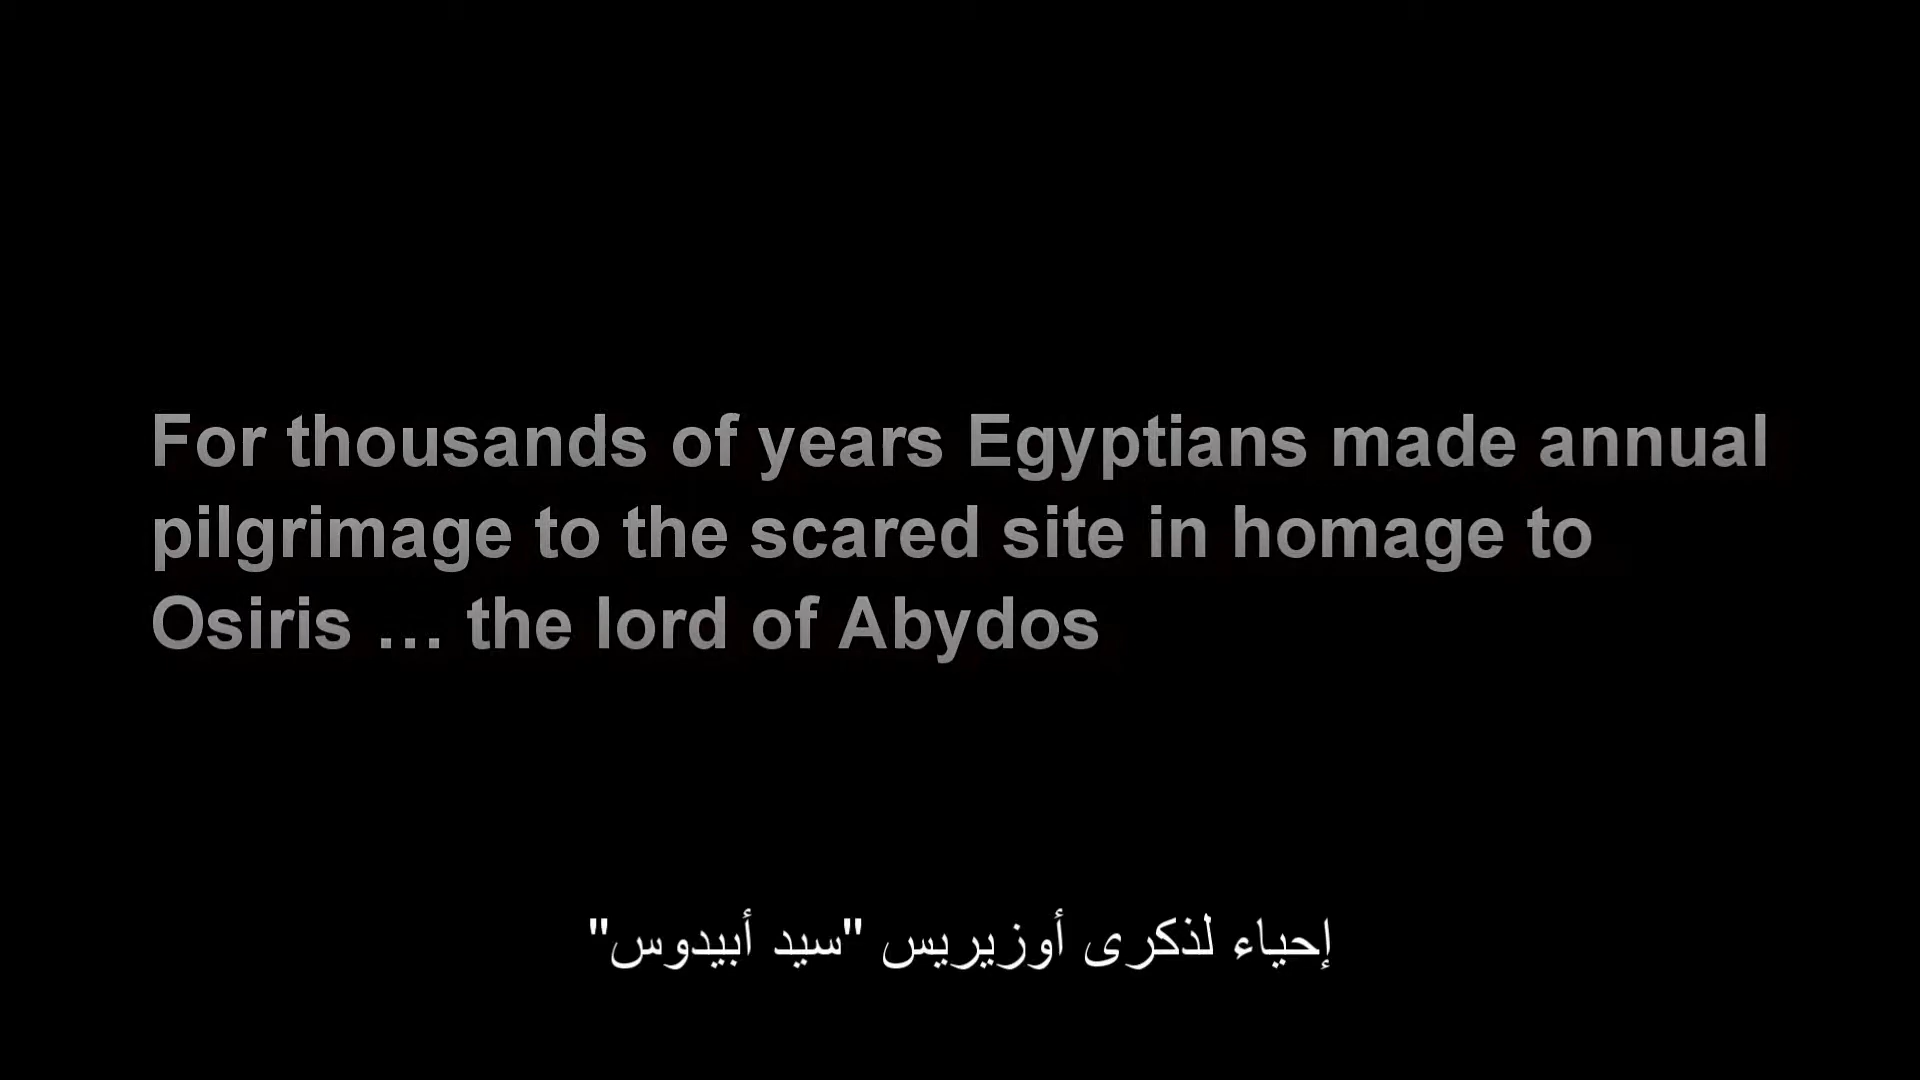 For thousands of years Egyptians made annual
pilgrimage to the scared site in homage to
Osiris … the lord of Abydos
إحياء لذكرى أوزيريس "سيد أبيدوس"